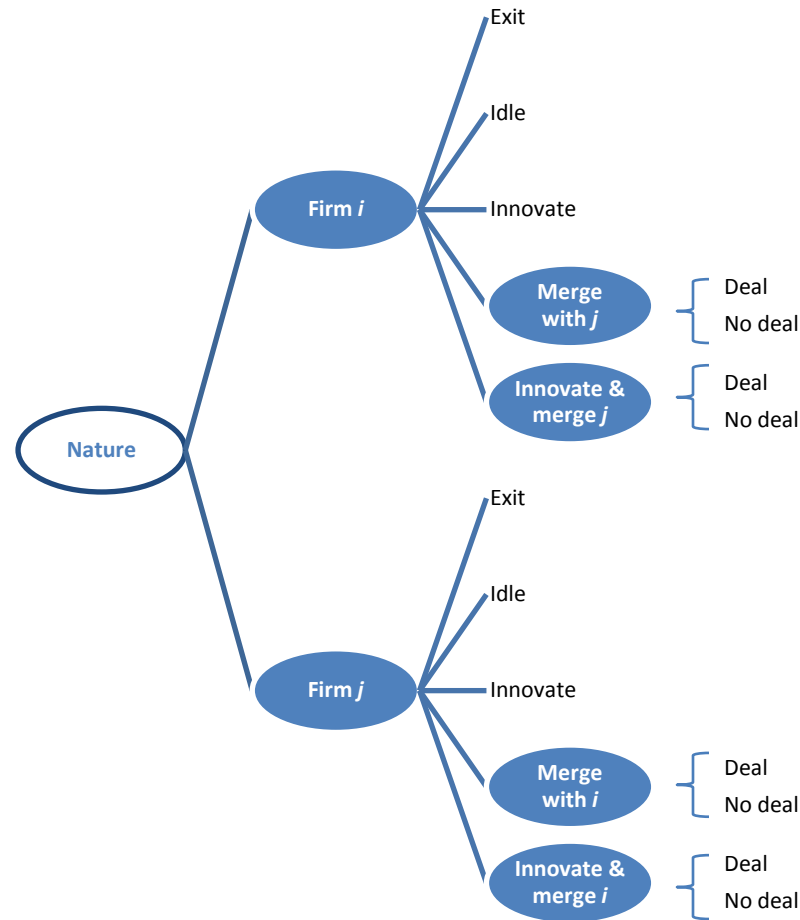 Exit
Idle
Firm i
Innovate
Merge
with j
Deal
No deal
Innovate &
merge j
Deal
No deal
Nature
Exit
Idle
Firm j
Innovate
Merge
with i
Deal
No deal
Innovate &
merge i
Deal
No deal